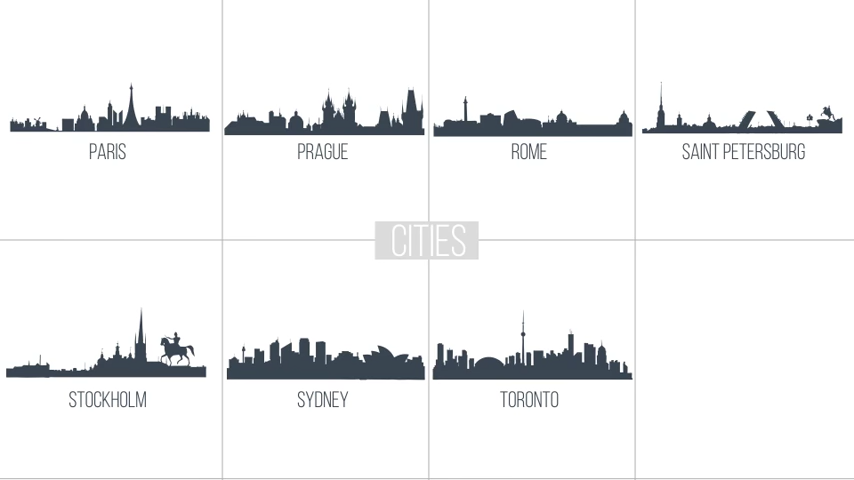 PARIS
PRAGUE
ROME
SAINT PETERSBURG
CITIES
STOCKHOLM
SYDNEY
TORONTO